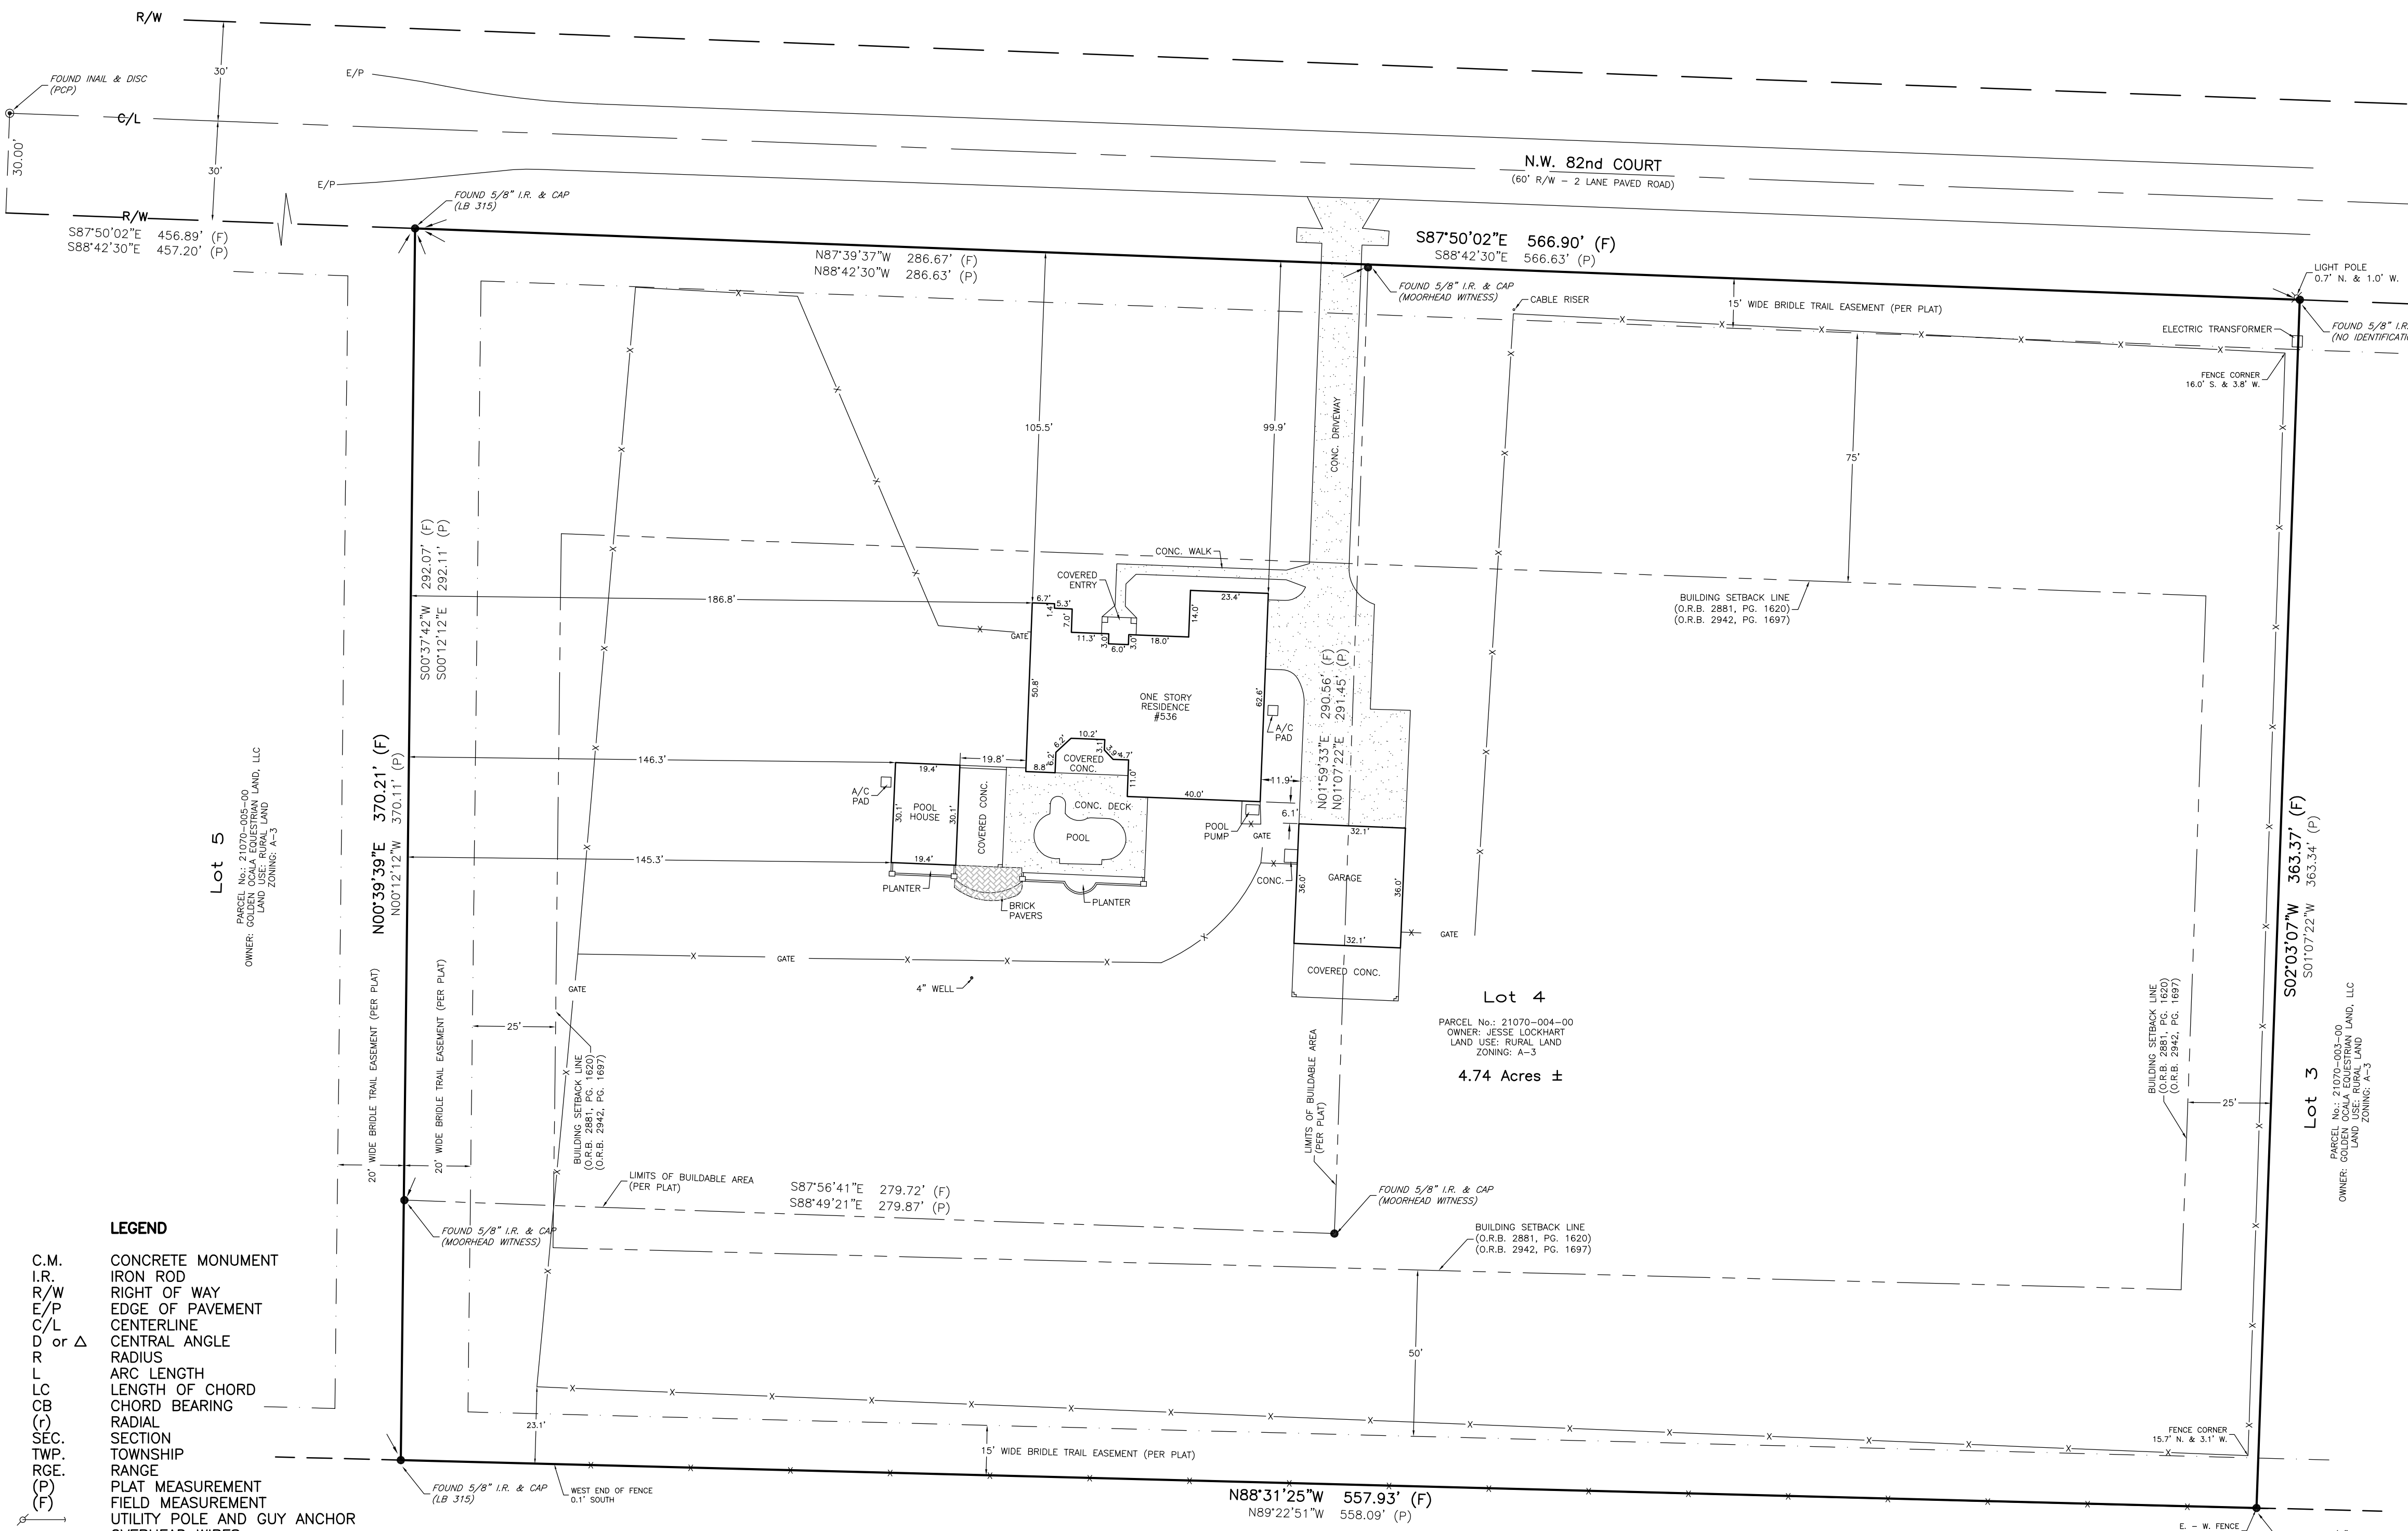 R/W
30'
FOUND INAIL & DISC
(PCP)
E/P
C/L
30.00'
30'
E/P
N.W. 82nd COURT
(60' R/W - 2 LANE PAVED ROAD)
FOUND 5/8" I.R. & CAP
(LB 315)
R/W
S87°50'02"E 456.89' (F)
S88°42'30"E 457.20' (P)
N87°39'37"W 286.67' (F)
N88°42'30"W 286.63' (P)
S87°50'02"E 566.90' (F)
S88°42'30"E 566.63' (P)
LIGHT POLE
0.7' N. & 1.0' W.
FOUND 5/8" I.R. & CAP
(MOORHEAD WITNESS)
CABLE RISER
15' WIDE BRIDLE TRAIL EASEMENT (PER PLAT)
ELECTRIC TRANSFORMER
FOUND 5/8" I.R.
FENCE CORNER
16.0' S. & 3.8' W.
105.5'
99.9'
CONC. DRIVEWAY
75'
S00°37'42"W 292.07' (F)
S00°12'12"E 292.11' (P)
CONC. WALK
COVERED
ENTRY
186.8'
6.7'
5.3'
1.4'
7.0'
11.3'
3.0'
6.0'
3.0'
18.0'
14.0'
23.4'
GATE
BUILDING SETBACK LINE
(O.R.B. 2881, PG. 1620)
(O.R.B. 2942, PG. 1697)
50.8'
ONE STORY
RESIDENCE
#536
62.6'
A/C
PAD
N01°59'33"E 290.56' (F)
N01°07'22"E 291.45' (P)
Lot 5
PARCEL No.: 21070-005-00
OWNER: GOLDEN OCALA EQUESTRIAN LAND, LLC
LAND USE: RURAL LAND
ZONING: A-3
N00°39'39"E 370.21' (F)
N00°12'12"W 370.11' (P)
146.3'
19.4'
19.8'
8.8'
6.2'
6.2'
10.2'
3.1'
3.9'
4.7'
COVERED
CONC.
11.0'
40.0'
11.9'
A/C
PAD
30.1'
POOL
HOUSE
30.1'
COVERED CONC.
CONC. DECK
POOL
POOL
PUMP
GATE
6.1'
32.1'
145.3'
19.4'
PLANTER
BRICK
PAVERS
PLANTER
CONC.
36.0'
GARAGE
36.0'
32.1'
GATE
COVERED CONC.
GATE
GATE
4" WELL
S02°03'07"W 363.37' (F)
S01°07'22"W 363.34' (P)
Lot 4
PARCEL No.: 21070-004-00
OWNER: JESSE LOCKHART
LAND USE: RURAL LAND
ZONING: A-3
4.74 Acres ±
20' WIDE BRIDLE TRAIL EASEMENT (PER PLAT)
20' WIDE BRIDLE TRAIL EASEMENT (PER PLAT)
25'
BUILDING SETBACK LINE
(O.R.B. 2881, PG. 1620)
(O.R.B. 2942, PG. 1697)
LIMITS OF BUILDABLE AREA
(PER PLAT)
BUILDING SETBACK LINE
(O.R.B. 2881, PG. 1620)
(O.R.B. 2942, PG. 1697)
25'
Lot 3
PARCEL No.: 21070-003-00
OWNER: GOLDEN OCALA EQUESTRIAN LAND, LLC
LAND USE: RURAL LAND
ZONING: A-3
LIMITS OF BUILDABLE AREA
(PER PLAT)
S87°56'41"E 279.72' (F)
S88°49'21"E 279.87' (P)
FOUND 5/8" I.R. & CAP
(MOORHEAD WITNESS)
FOUND 5/8" I.R. & CAP
(MOORHEAD WITNESS)
BUILDING SETBACK LINE
(O.R.B. 2881, PG. 1620)
(O.R.B. 2942, PG. 1697)
50'
23.1'
15' WIDE BRIDLE TRAIL EASEMENT (PER PLAT)
FENCE CORNER
15.7' N. & 3.1' W.
FOUND 5/8" I.R. & CAP
(LB 315)
WEST END OF FENCE
0.1' SOUTH
N88°31'25"W 557.93' (F)
N89°22'51"W 558.09' (P)
E. - W. FENCE
LEGEND
C.M. CONCRETE MONUMENT
I.R. IRON ROD
R/W RIGHT OF WAY
E/P EDGE OF PAVEMENT
C/L CENTERLINE
D or △ CENTRAL ANGLE
R RADIUS
L ARC LENGTH
LC LENGTH OF CHORD
CB CHORD BEARING
(r) RADIAL
SEC. SECTION
TWP. TOWNSHIP
RGE. RANGE
(P) PLAT MEASUREMENT
(F) FIELD MEASUREMENT
UTILITY POLE AND GUY ANCHOR